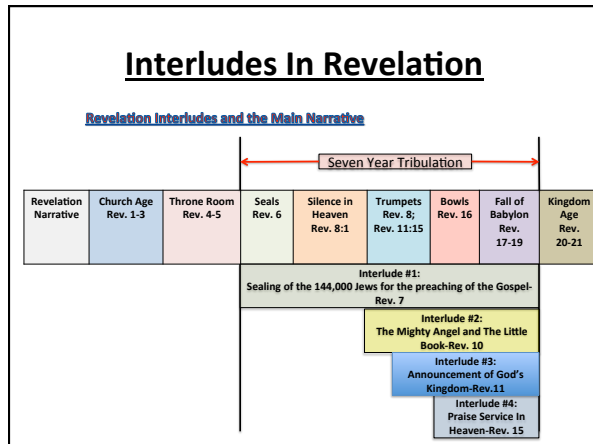 Interludes In Revelation
Revelation Interludes and the Main Narrative
Seven Year Tribulation
Revelation
Narrative
Church Age
Rev. 1-3
Throne Room
Rev. 4-5
Seals
Rev. 6
Silence in
Heaven
Rev. 8:1
Trumpets
Rev. 8;
Rev. 11:15
Bowls
Rev. 16
Fall of
Babylon
Rev.
17-19
Kingdom
Age
Rev.
20-21
Interlude #1:
Sealing of the 144,000 Jews for the preaching of the Gospel-
Rev. 7
Interlude #2:
The Mighty Angel and The Little
Book-Rev. 10
Interlude #3:
Announcement of God's
Kingdom-Rev.11
Interlude #4:
Praise Service In
Heaven-Rev. 15